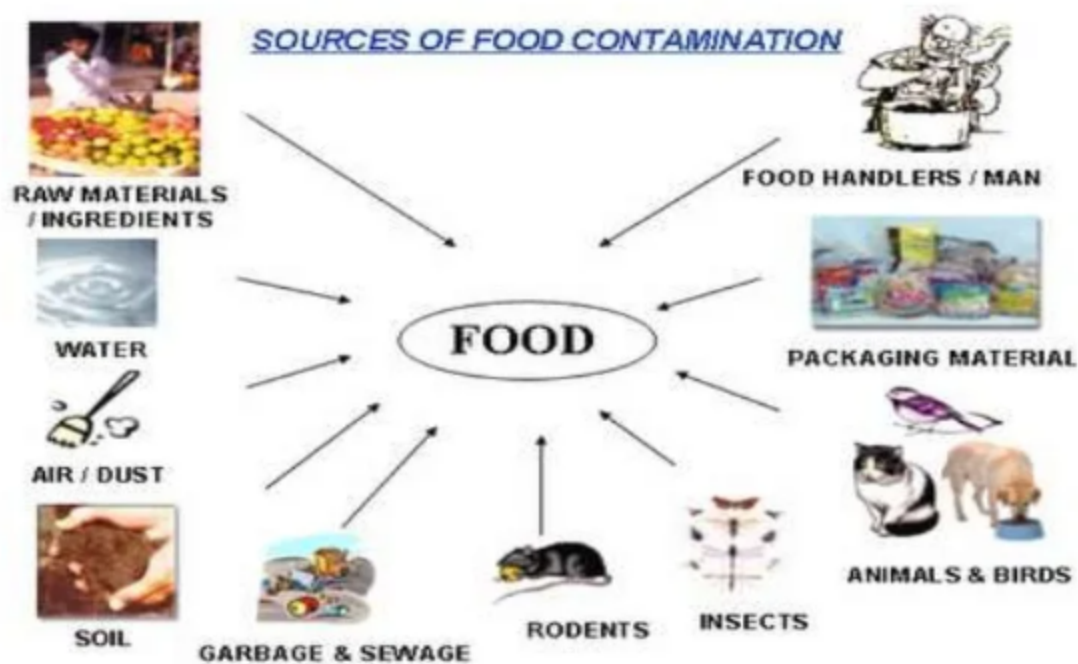 SOURCES OF FOOD CONTAMINATION
RAW MATERIALS
/ INGREDIENTS
FOOD HANDLERS / MAN
WATER
FOOD
PACKAGING MATERIAL
AIR / DUST
SOIL
GARBAGE & SEWAGE
RODENTS
INSECTS
ANIMALS & BIRDS